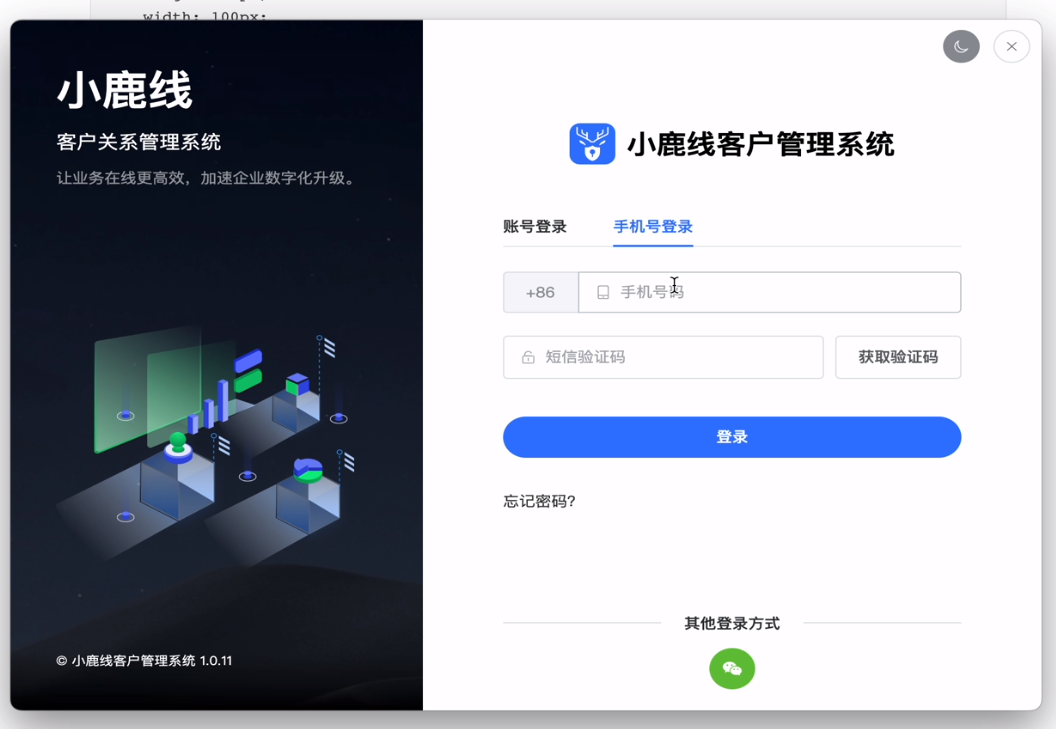 width: 100px;
小鹿线
客户关系管理系统
让业务在线更高效，加速企业数字化升级。
© 小鹿线客户管理系统 1.0.11
小鹿线客户管理系统
账号登录 手机号登录
+86 手机号码
短信验证码 获取验证码
登录
忘记密码?
其他登录方式